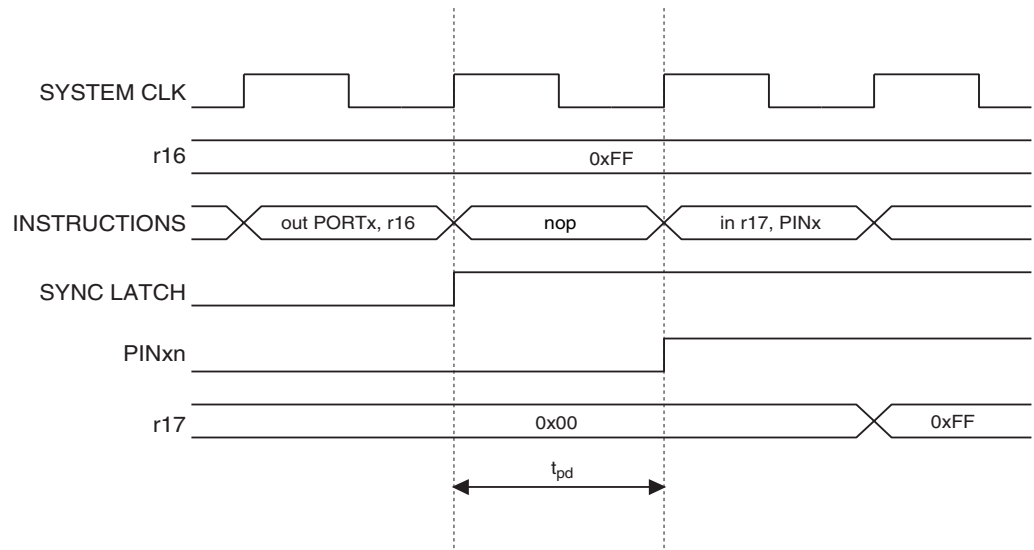 SYSTEM CLK
r16
0xFF
INSTRUCTIONS
out PORTx, r16
nop
in r17, PINx
SYNC LATCH
PINxn
r17
0x00
0xFF
tpd